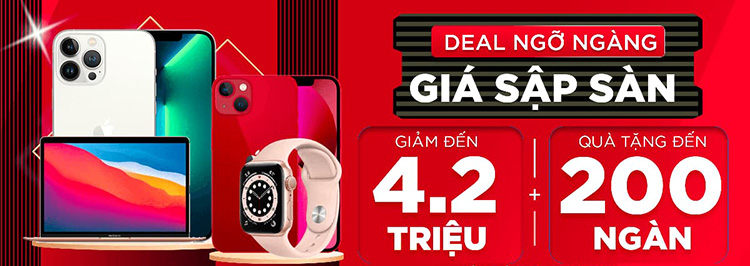 DEAL NGỠ NGÀNG
GIÁ SẬP SÀN
GIẢM ĐẾN
4.2
TRIỆU
+
QUÀ TẶNG ĐẾN
200
NGÀN